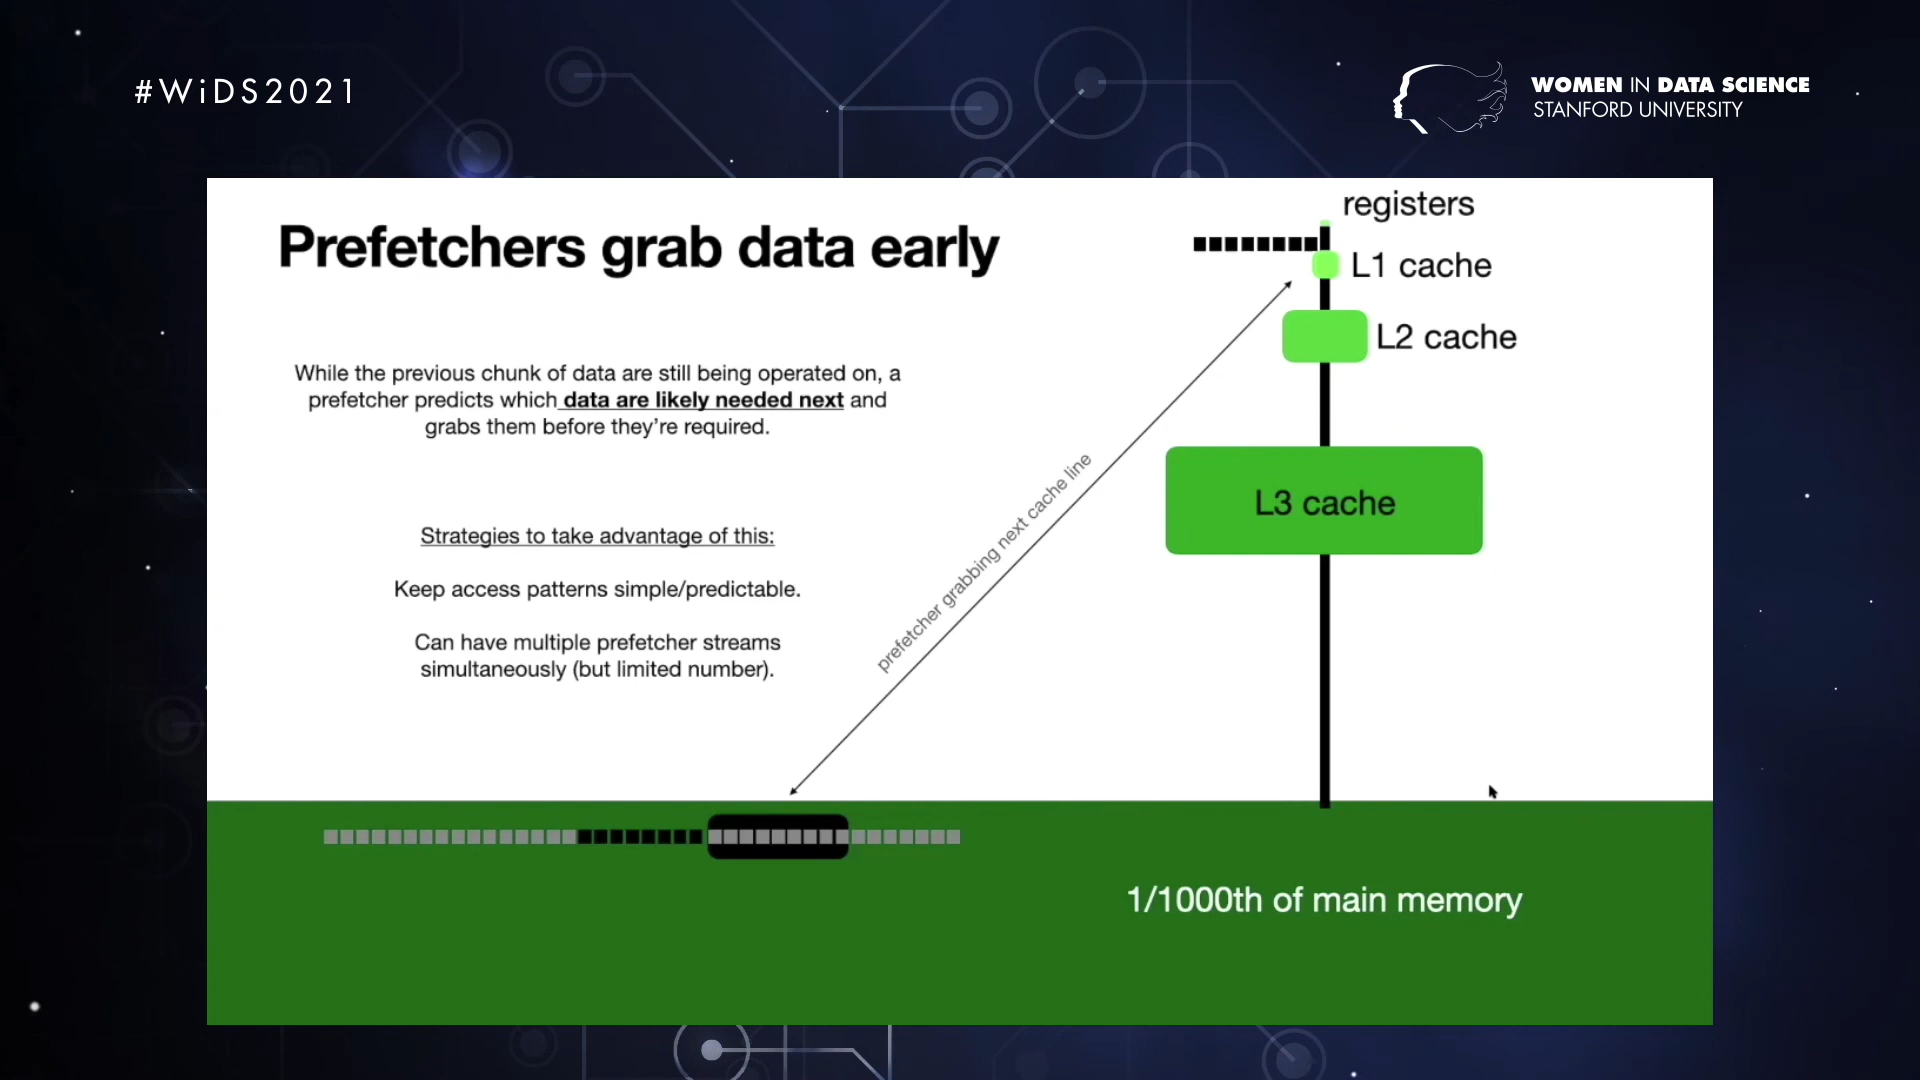 #WiDS2021
WOMEN IN DATA SCIENCE
STANFORD UNIVERSITY
Prefetchers grab data early
While the previous chunk of data are still being operated on, a
prefetcher predicts which data are likely needed next and
grabs them before they’re required.
Strategies to take advantage of this:
Keep access patterns simple/predictable.
Can have multiple prefetcher streams
simultaneously (but limited number).
prefetcher grabbing next cache line
registers
L1 cache
L2 cache
L3 cache
1/1000th of main memory